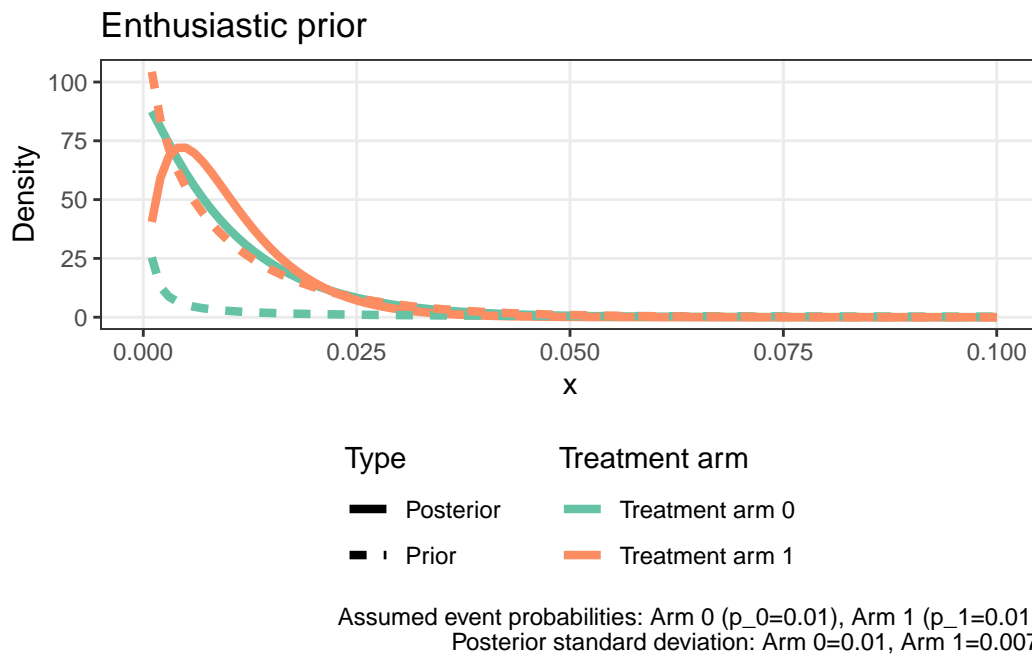 Enthusiastic prior
100
75
50
25
0
Density
0.000 0.025 0.050 0.075 0.100
x
Type Treatment arm
Posterior Treatment arm 0
Prior Treatment arm 1
Assumed event probabilities: Arm 0 (p_0=0.01), Arm 1 (p_1=0.01
Posterior standard deviation: Arm 0=0.01, Arm 1=0.007